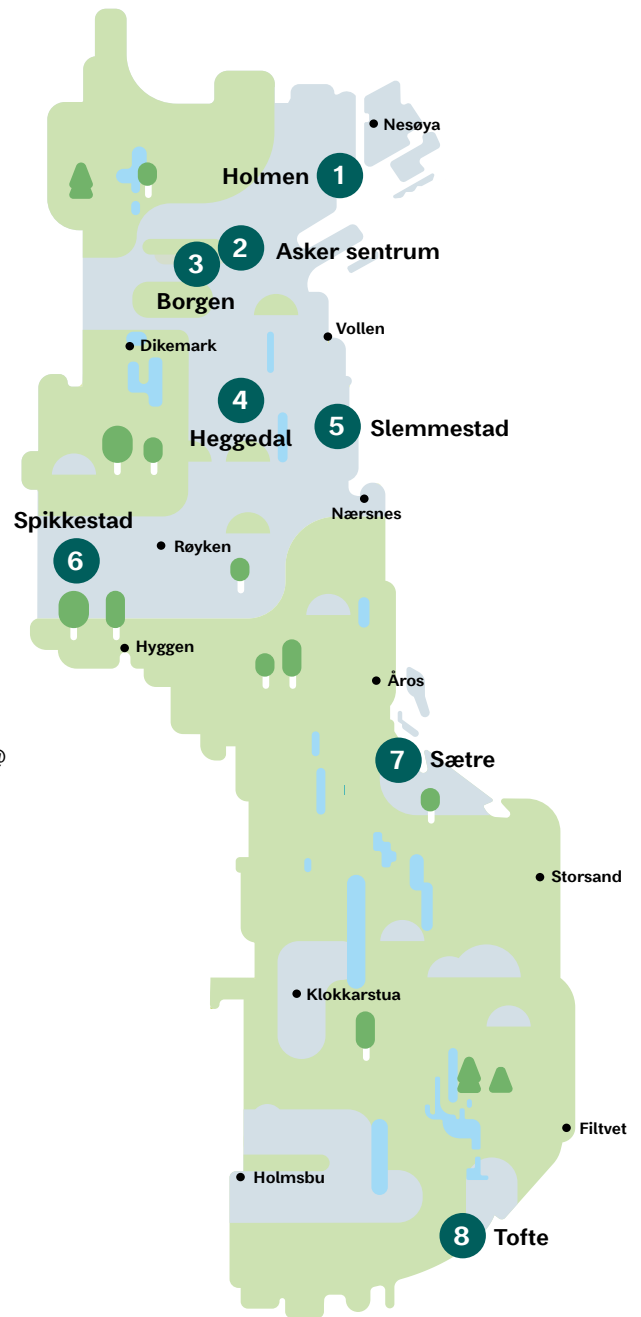 Nesøya
Holmen 1
2 Asker sentrum
3
Borgen
Vollen
Dikemark
4
Heggedal
5 Slemmestad
Nærsnes
Spikkestad
6
Røyken
Hyggen
Åros
@
7 Sætre
Storsand
Klokkarstua
Filtvet
Holmsbu
8 Tofte